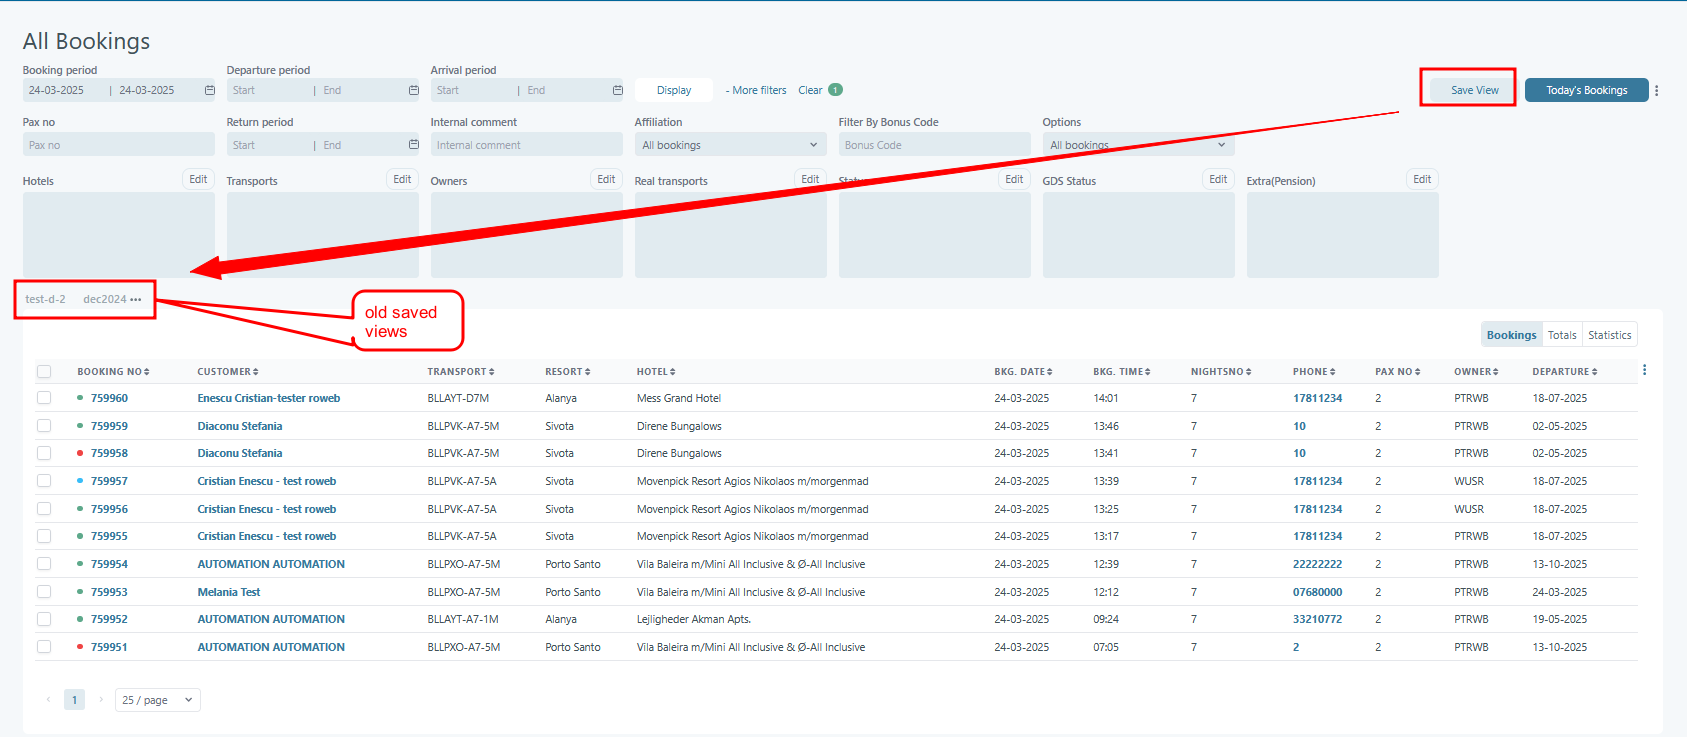 All Bookings
Booking period Departure period Arrival period
24-03-2025 | 24-03-2025 Start | End Start | End Display - More filters Clear 1 Save View Today's Bookings
Pax no Return period Internal comment Affiliation Filter By Bonus Code Options
Pax no Start | End Internal comment All bookings Bonus Code All bookings
Hotels Edit Transports Edit Owners Edit Real transports Edit Status Edit GDS Status Edit Extra(Pension) Edit
test-d-2 dec2024 •••
old saved
views
Bookings Totals Statistics
BOOKING NO CUSTOMER TRANSPORT RESORT HOTEL BKG. DATE BKG. TIME NIGHTSNO PHONE PAX NO OWNER DEPARTURE
759960 Enescu Cristian-tester roweb BLLAYT-D7M Alanya Mess Grand Hotel 24-03-2025 14:01 7 17811234 2 PTRWB 18-07-2025
759959 Diaconu Stefania BLLPVK-A7-5M Sivota Direne Bungalows 24-03-2025 13:46 7 10 2 PTRWB 02-05-2025
759958 Diaconu Stefania BLLPVK-A7-5M Sivota Direne Bungalows 24-03-2025 13:41 7 10 2 PTRWB 02-05-2025
759957 Cristian Enescu - test roweb BLLPVK-A7-5A Sivota Movenpick Resort Agios Nikolaos m/morgenmad 24-03-2025 13:39 7 17811234 2 WUSR 18-07-2025
759956 Cristian Enescu - test roweb BLLPVK-A7-5A Sivota Movenpick Resort Agios Nikolaos m/morgenmad 24-03-2025 13:25 7 17811234 2 WUSR 18-07-2025
759955 Cristian Enescu - test roweb BLLPVK-A7-5A Sivota Movenpick Resort Agios Nikolaos m/morgenmad 24-03-2025 13:17 7 17811234 2 PTRWB 18-07-2025
759954 AUTOMATION AUTOMATION BLLPXO-A7-5M Porto Santo Vila Baleira m/Mini All Inclusive & Ø-All Inclusive 24-03-2025 12:39 7 22222222 2 PTRWB 13-10-2025
759953 Melania Test BLLPXO-A7-5M Porto Santo Vila Baleira m/Mini All Inclusive & Ø-All Inclusive 24-03-2025 12:12 7 07680000 2 PTRWB 24-03-2025
759952 AUTOMATION AUTOMATION BLLAYT-A7-1M Alanya Lejligheder Akman Apts. 24-03-2025 09:24 7 33210772 2 PTRWB 19-05-2025
759951 AUTOMATION AUTOMATION BLLPXO-A7-5M Porto Santo Vila Baleira m/Mini All Inclusive & Ø-All Inclusive 24-03-2025 07:05 7 2 2 PTRWB 13-10-2025
1 25 / page